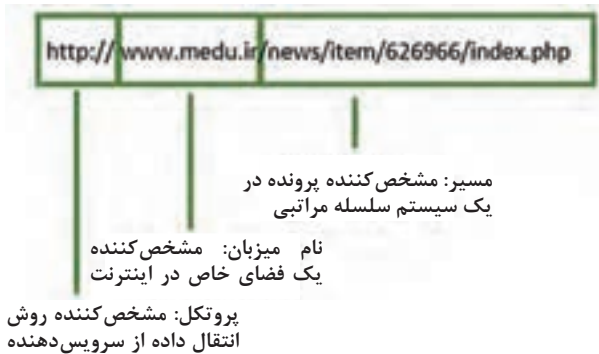 http://www.medu.ir/news/item/626966/index.php
مسیر: مشخص‌کننده پرونده در
یک سیستم سلسله مراتبی
نام میزبان: مشخص‌کننده
یک فضای خاص در اینترنت
پروتکل: مشخص‌کننده روش
انتقال داده از سرویس‌دهنده